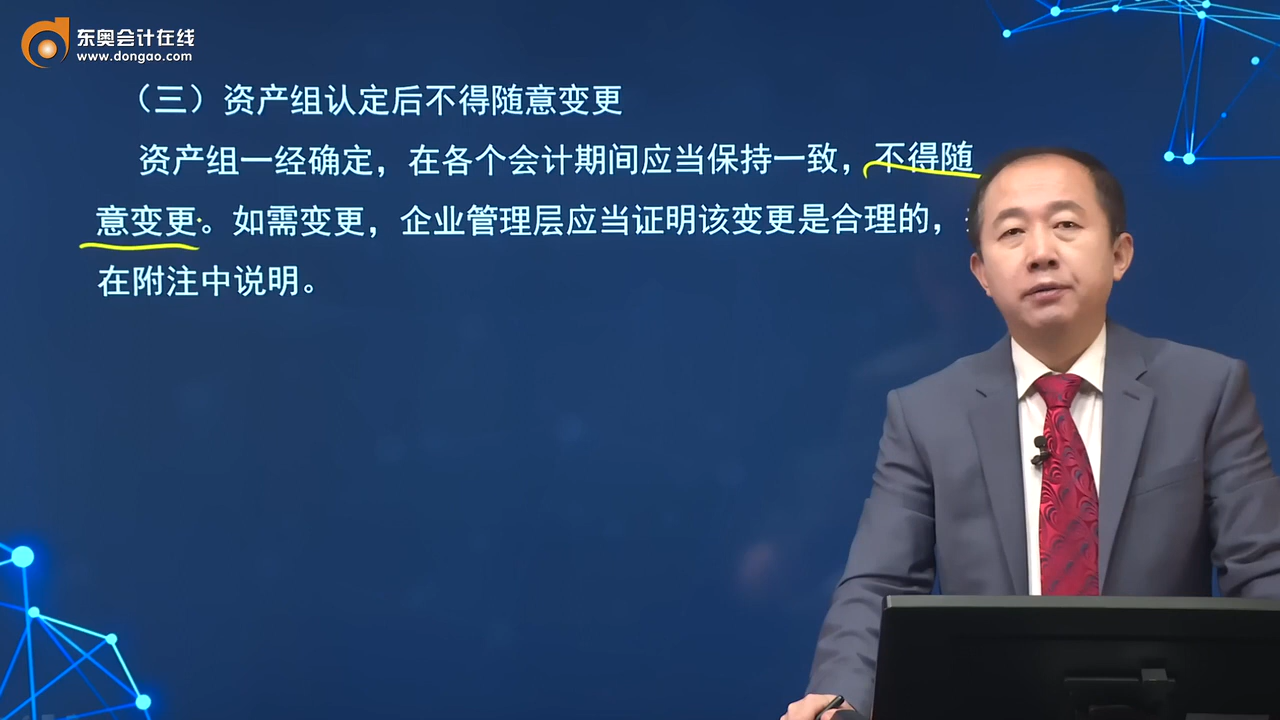 东奥会计在线
www.dongao.com
（三）资产组认定后不得随意变更
资产组一经确定，在各个会计期间应当保持一致，不得随
意变更。如需变更，企业管理层应当证明该变更是合理的，
在附注中说明。